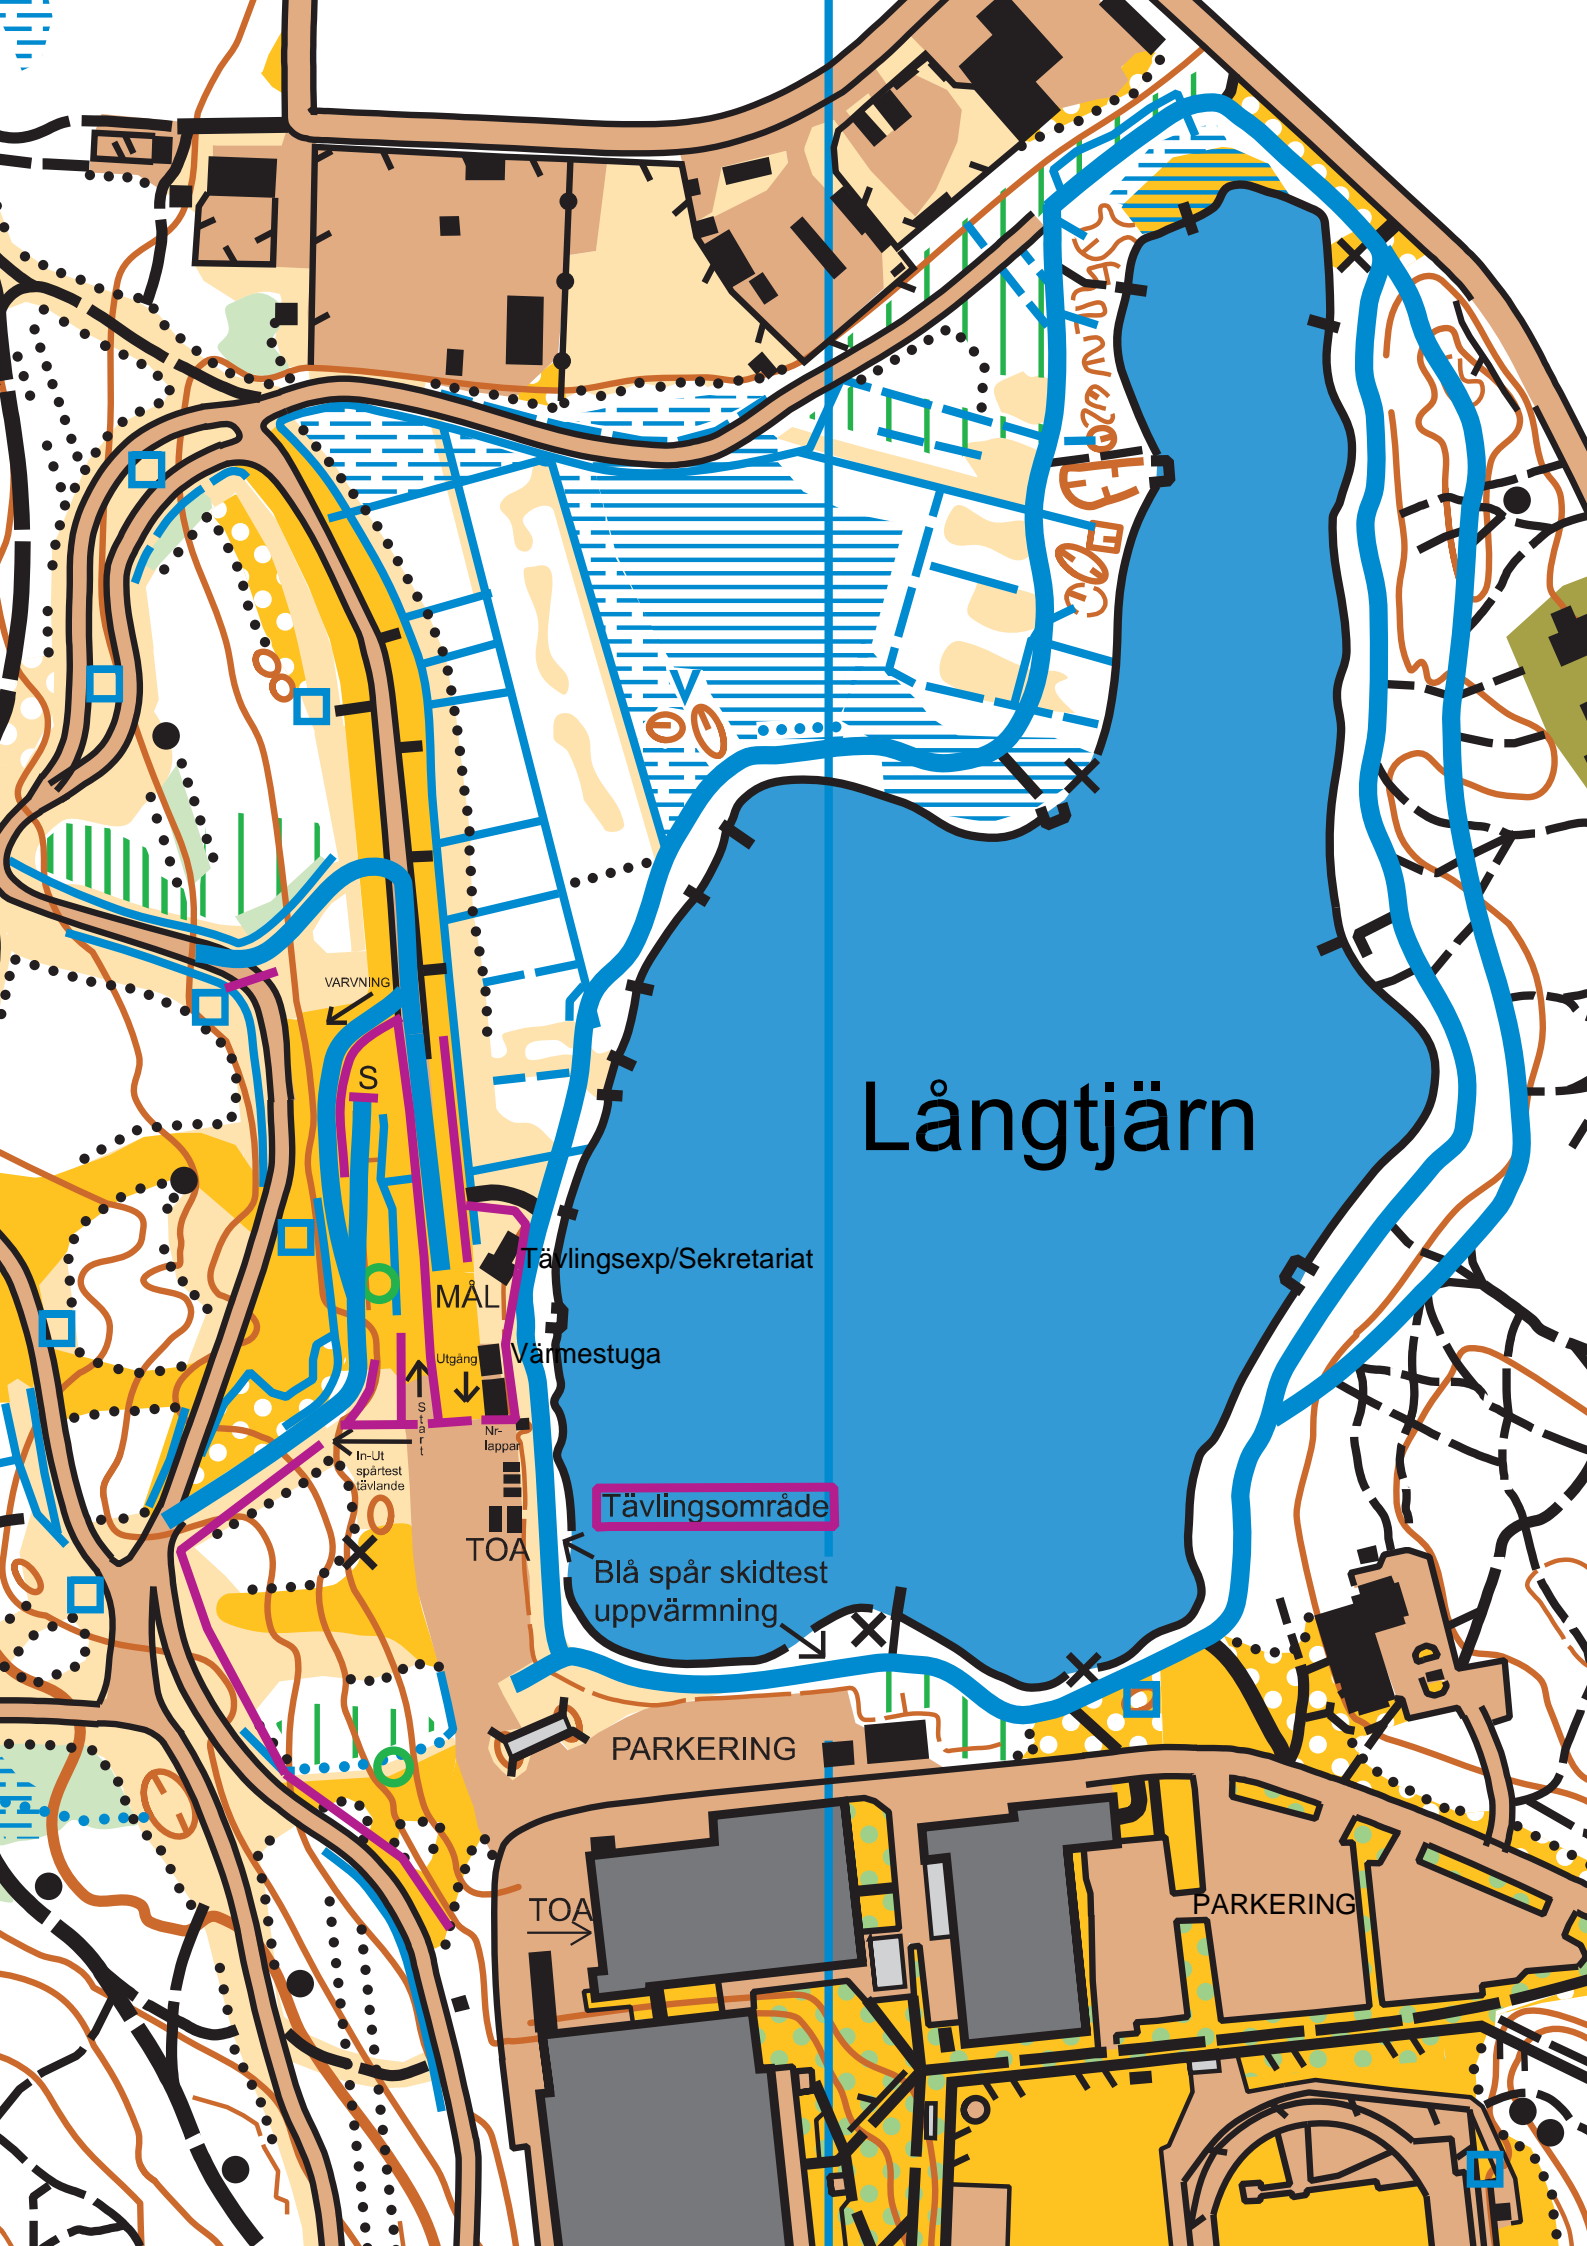 VARVNING
S
Långtjärn
Tävlingsexp/Sekretariat
MÅL
Utgång
Värmestuga
Start
Nr-
lappar
In-Ut
spårtest
tävlande
Tävlingsområde
TOA
Blå spår skidtest
uppvärmning
PARKERING
PARKERING
TOA